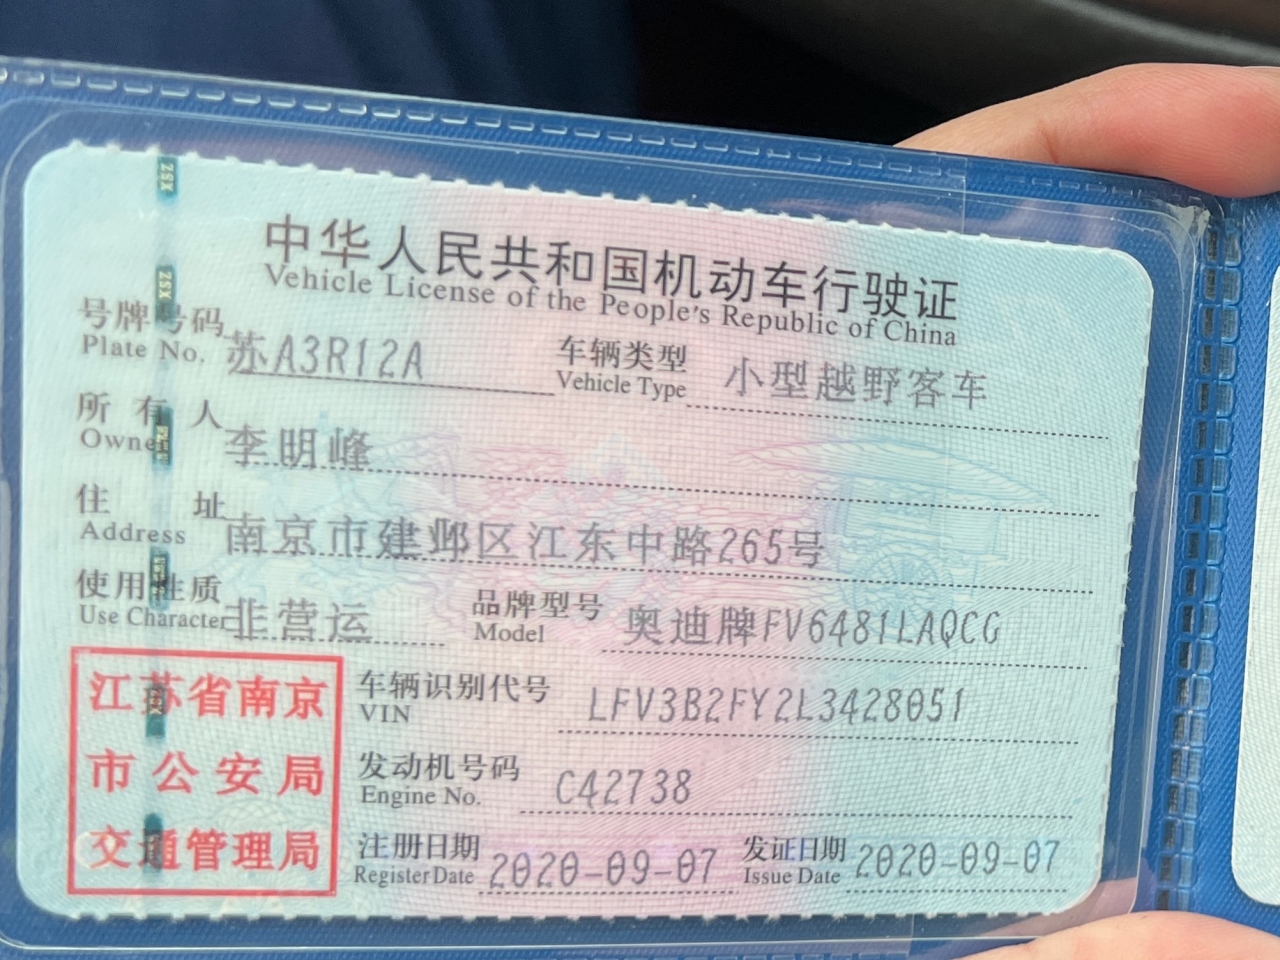 中华人民共和国机动车行驶证
Vehicle License of the People's Republic of China
号牌号码 苏A3R12A 车辆类型 小型越野客车
Plate No. Vehicle Type
所有人 李明峰
Owner
住址 南京市建邺区江东中路265号
Address
使用性质 非营运 品牌型号 奥迪牌FV6481LAQCG
Use Character Model
江苏省南京
市公安局
交通管理局
车辆识别代号 LFV3B2FY2L3428051
VIN
发动机号码 C42738
Engine No.
注册日期 2020-09-07 发证日期 2020-09-07
Register Date Issue Date
ZSX
ZSX